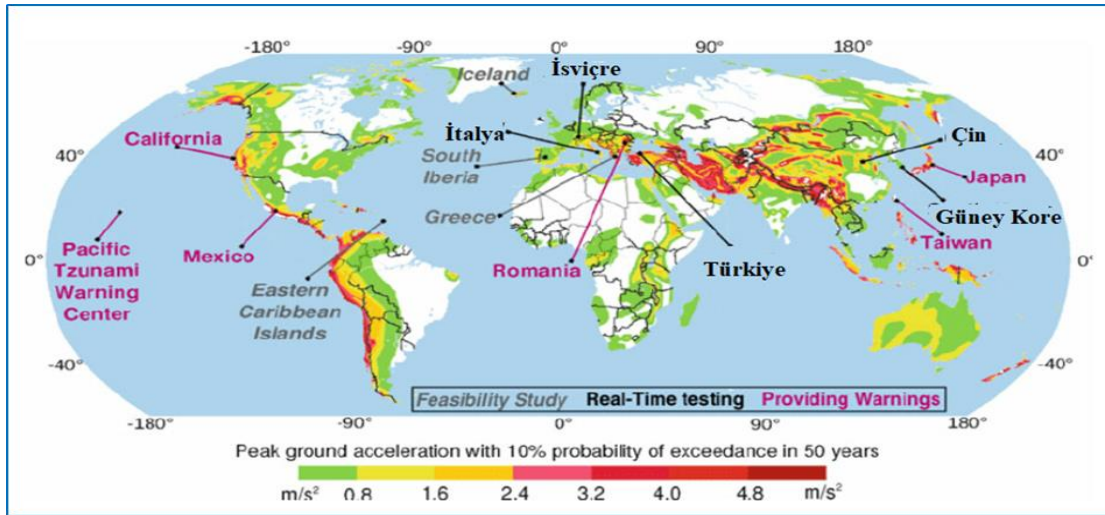 -180° -90° 0° 90° 180°
Iceland
İsviçre
California
İtalya
Çin
40°
South
Iberia
40°
Japan
Greece
Güney Kore
Taiwan
Pacific
Tzunami
Warning
Center
Mexico
Romania
Türkiye
0°
0°
Eastern
Caribbean
Islands
-40°
-40°
Feasibility Study Real-Time testing Providing Warnings
-180° -90° 0° 90° 180°
Peak ground acceleration with 10% probability of exceedance in 50 years
m/s² 0.8 1.6 2.4 3.2 4.0 4.8 m/s²